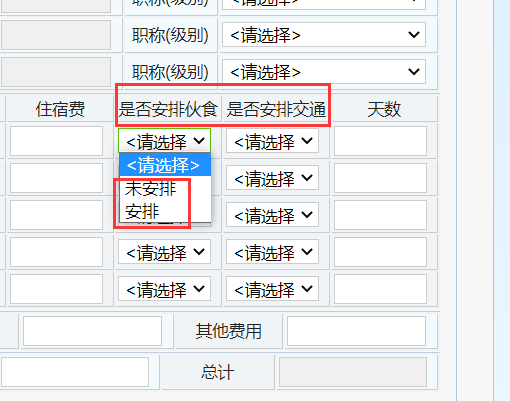 职称(级别) <请选择>
职称(级别) <请选择>
职称(级别) <请选择>
住宿费 是否安排伙食 是否安排交通 天数
<请选择 <请选择
<请选择>
未安排 <请选择
安排 <请选择
<请选择 <请选择
<请选择 <请选择
其他费用
总计